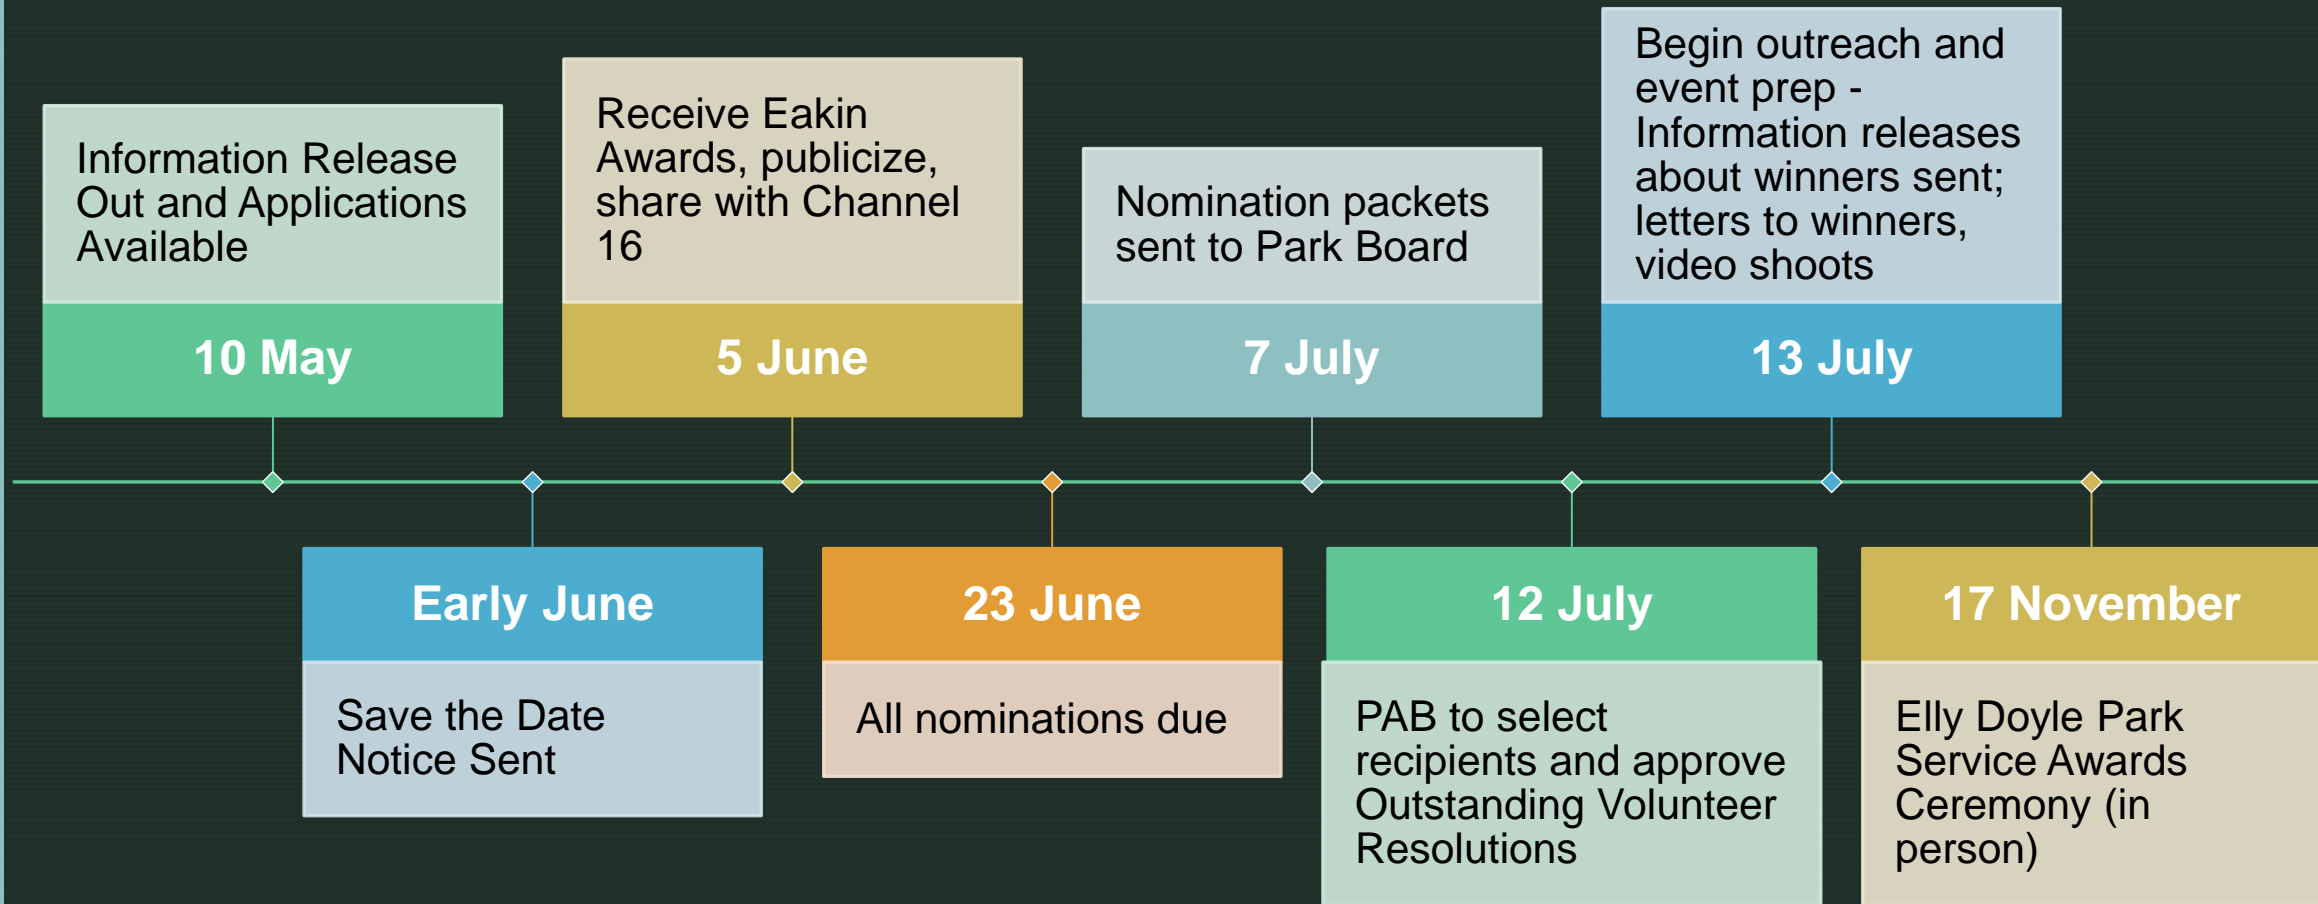 Information Release
Out and Applications
Available
10 May
Early June
Save the Date
Notice Sent
Receive Eakin
Awards, publicize,
share with Channel
16
5 June
23 June
All nominations due
Nomination packets
sent to Park Board
7 July
12 July
PAB to select
recipients and approve
Outstanding Volunteer
Resolutions
Begin outreach and
event prep -
Information releases
about winners sent;
letters to winners,
video shoots
13 July
17 November
Elly Doyle Park
Service Awards
Ceremony (in
person)